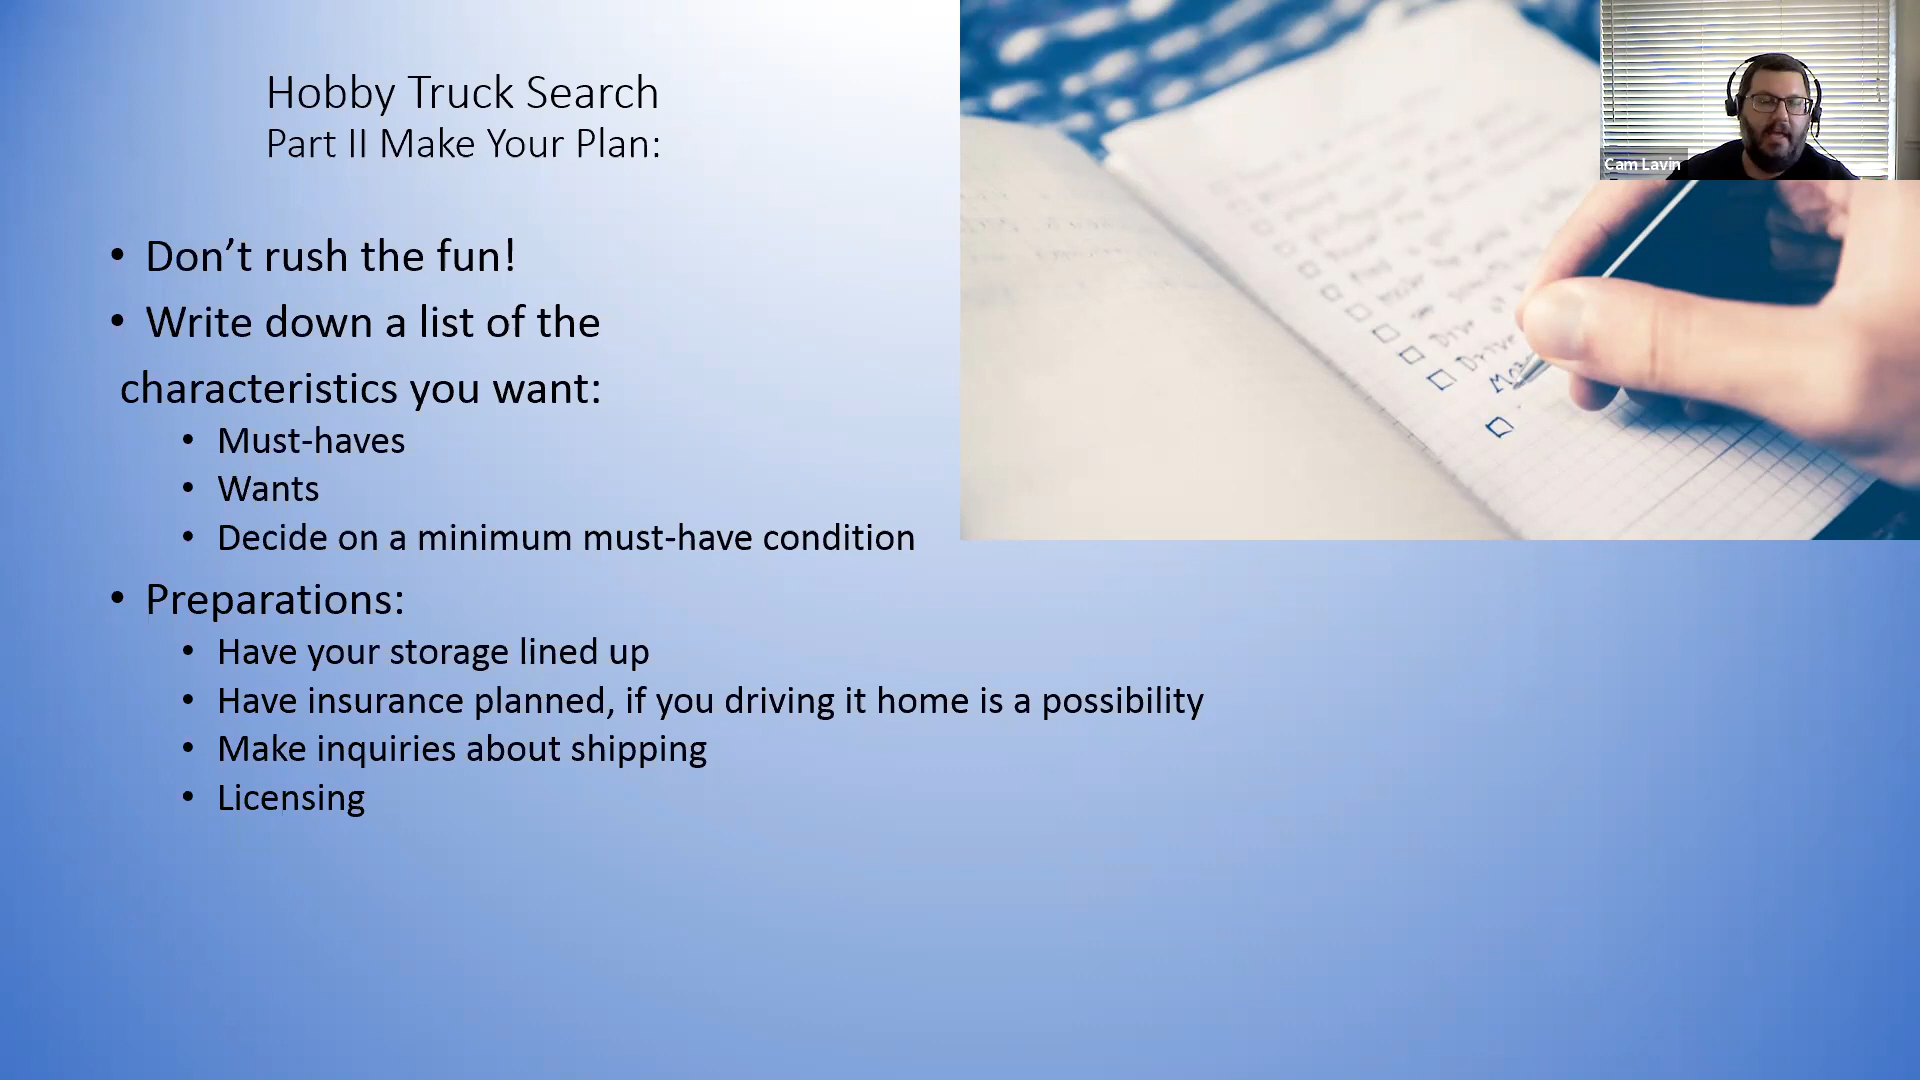 Hobby Truck Search
Part II Make Your Plan:
Cam Lavin
• Don’t rush the fun!
• Write down a list of the
characteristics you want:
• Must-haves
• Wants
• Decide on a minimum must-have condition
• Preparations:
• Have your storage lined up
• Have insurance planned, if you driving it home is a possibility
• Make inquiries about shipping
• Licensing